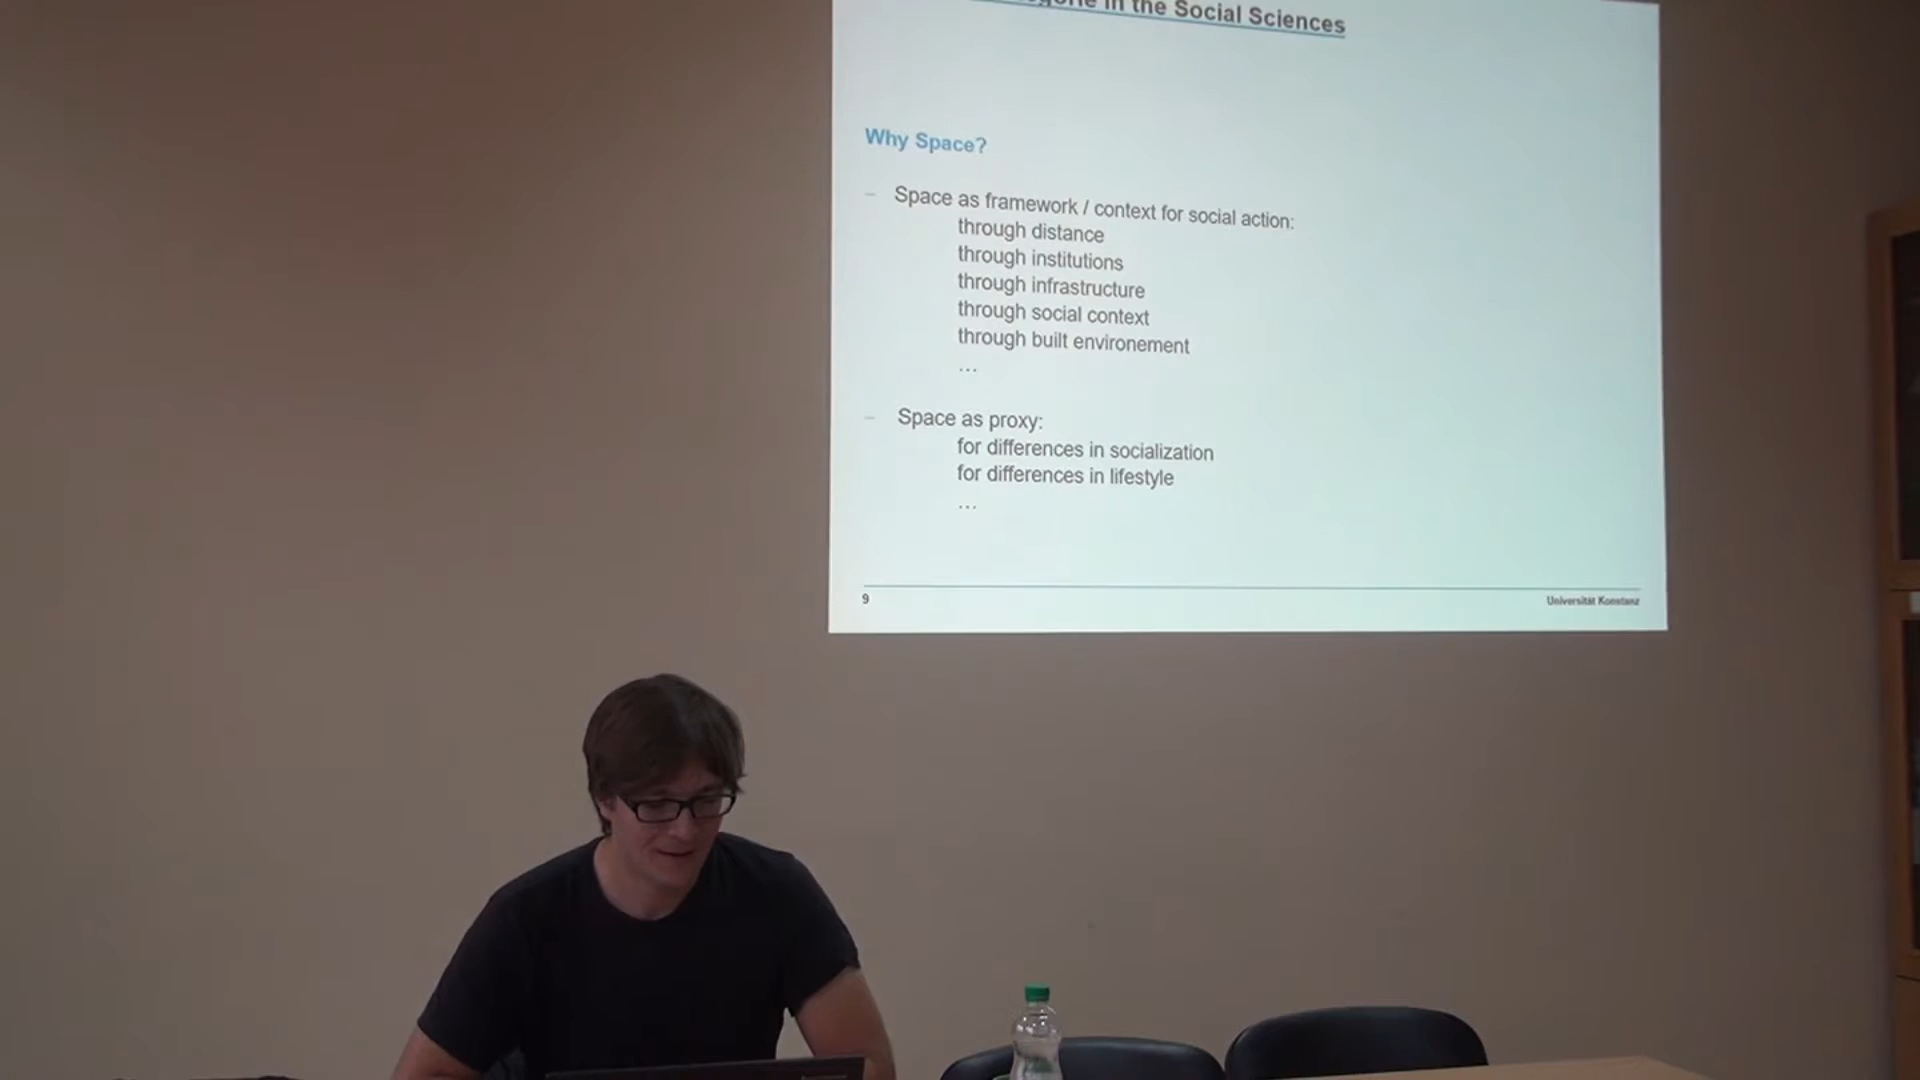 in the Social Sciences
Why Space?
– Space as framework / context for social action:
through distance
through institutions
through infrastructure
through social context
through built environement
...
– Space as proxy:
for differences in socialization
for differences in lifestyle
...
9
Universität Konstanz